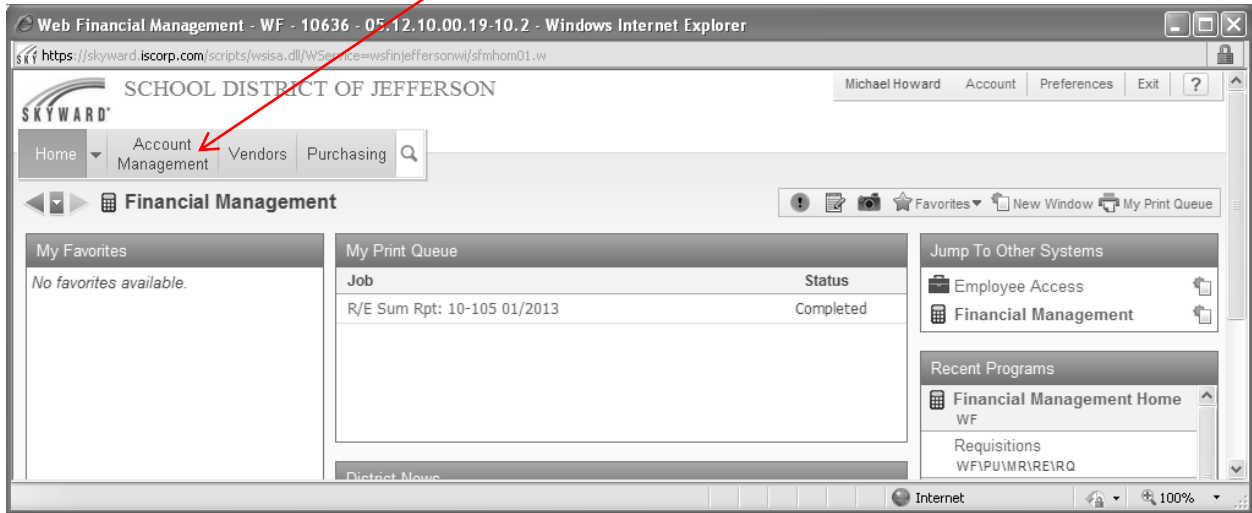 Web Financial Management - WF - 10636 - 05.12.10.00.19-10.2 - Windows Internet Explorer
https://skyward.iscorp.com/scripts/wsisa.dll/WService=wsfinjeffersonwi/sfmhom01.w
SKYWARD
SCHOOL DISTRICT OF JEFFERSON
Michael Howard Account Preferences Exit ?
Home Account Management Vendors Purchasing
Financial Management
Favorites New Window My Print Queue
My Favorites
No favorites available.
My Print Queue
Job Status
R/E Sum Rpt: 10-105 01/2013 Completed
District News
Jump To Other Systems
Employee Access
Financial Management
Recent Programs
Financial Management Home
WF
Requisitions
WF\PU\MR\RE\RQ
Internet 100%